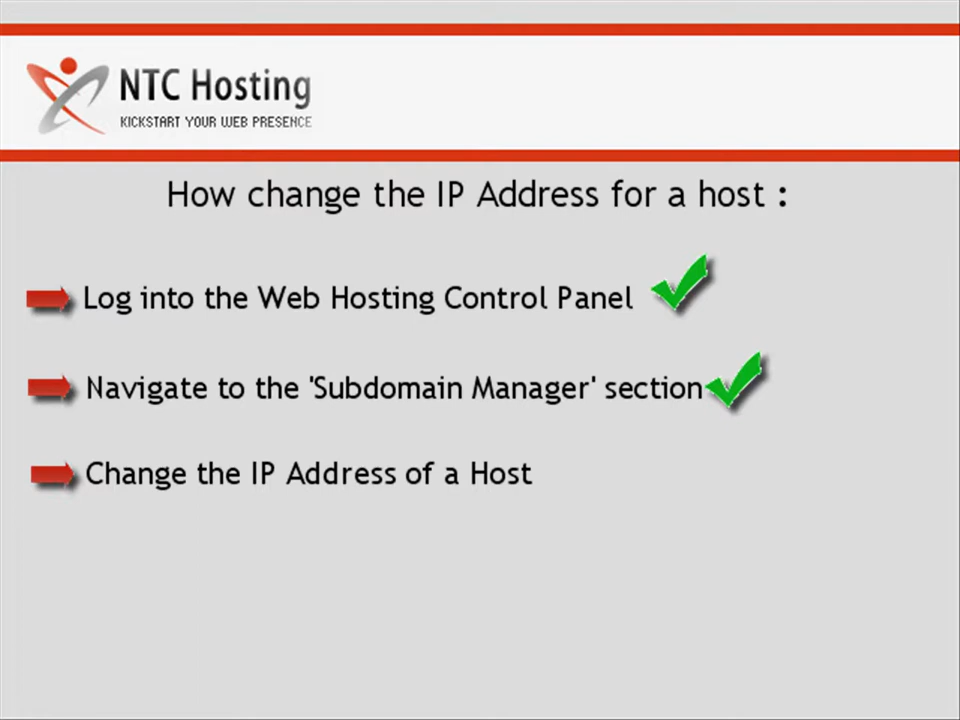 NTC Hosting
KICKSTART YOUR WEB PRESENCE
How change the IP Address for a host :
Log into the Web Hosting Control Panel
Navigate to the 'Subdomain Manager' section
Change the IP Address of a Host